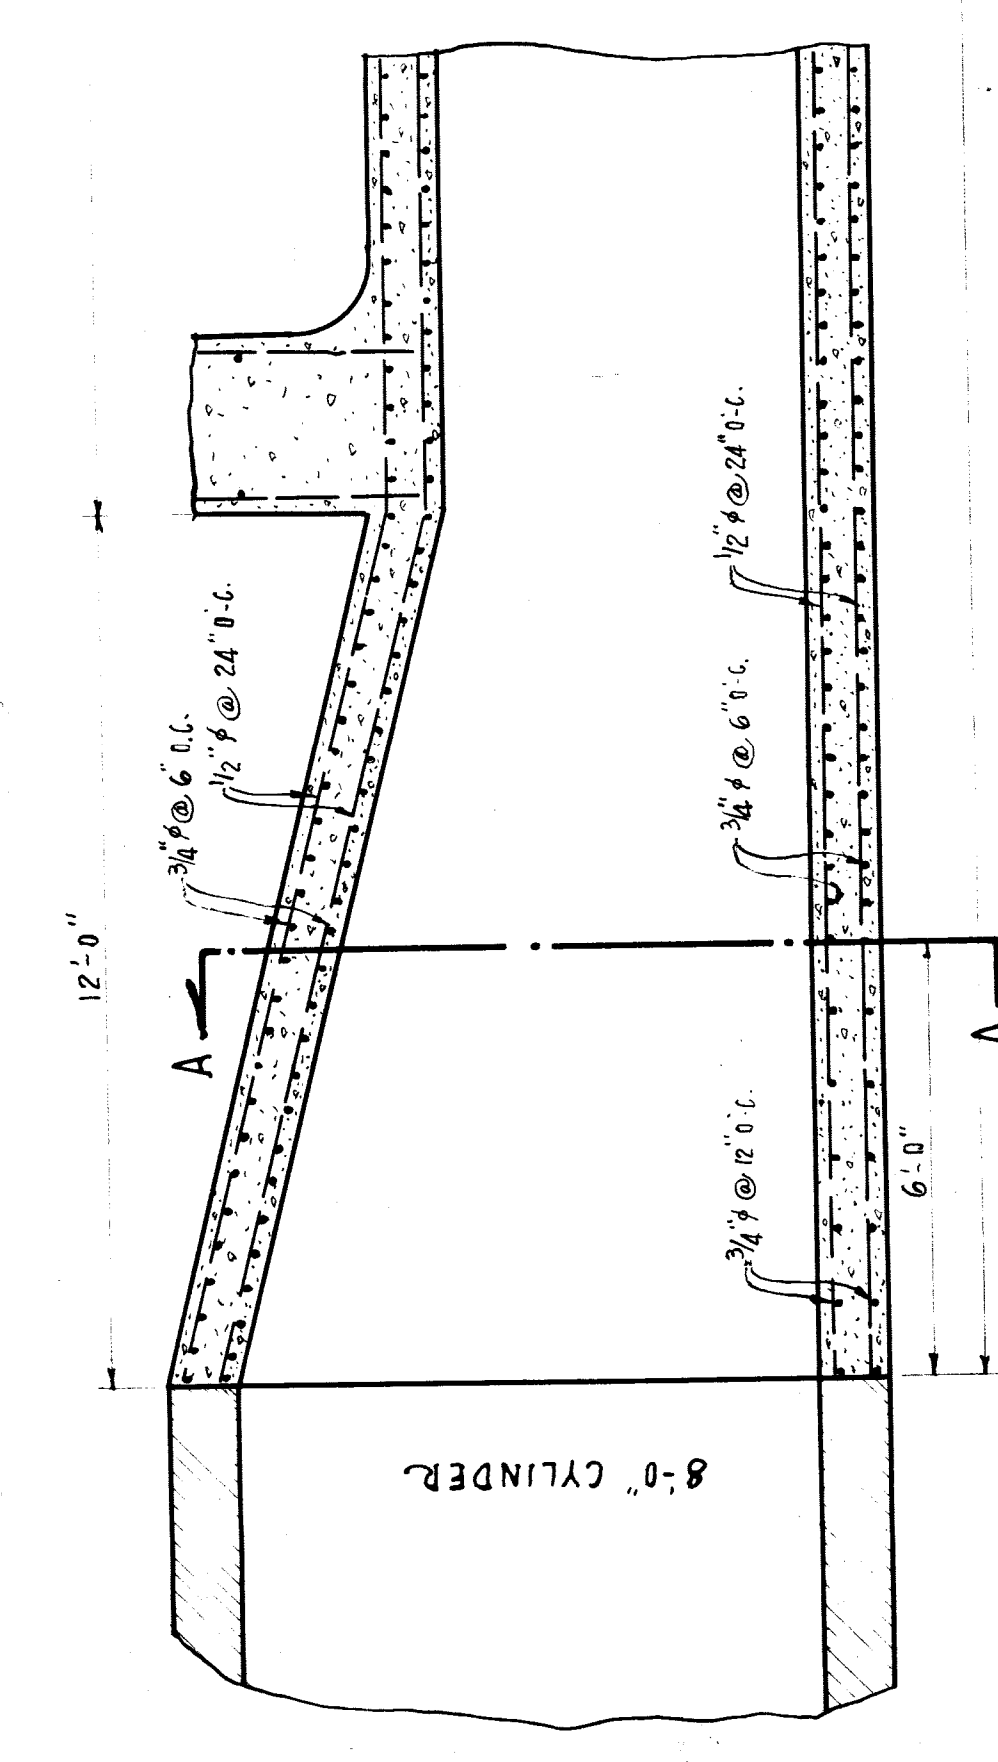 1/2" φ @ 24" O.C.
1/2" φ @ 24" O.C.
3/4" φ @ 6" O.C.
3/4" φ @ 6" O.C.
12'-0"
A
A
3/4" φ @ 12" O.C.
6'-0"
8'-0" CYLINDER